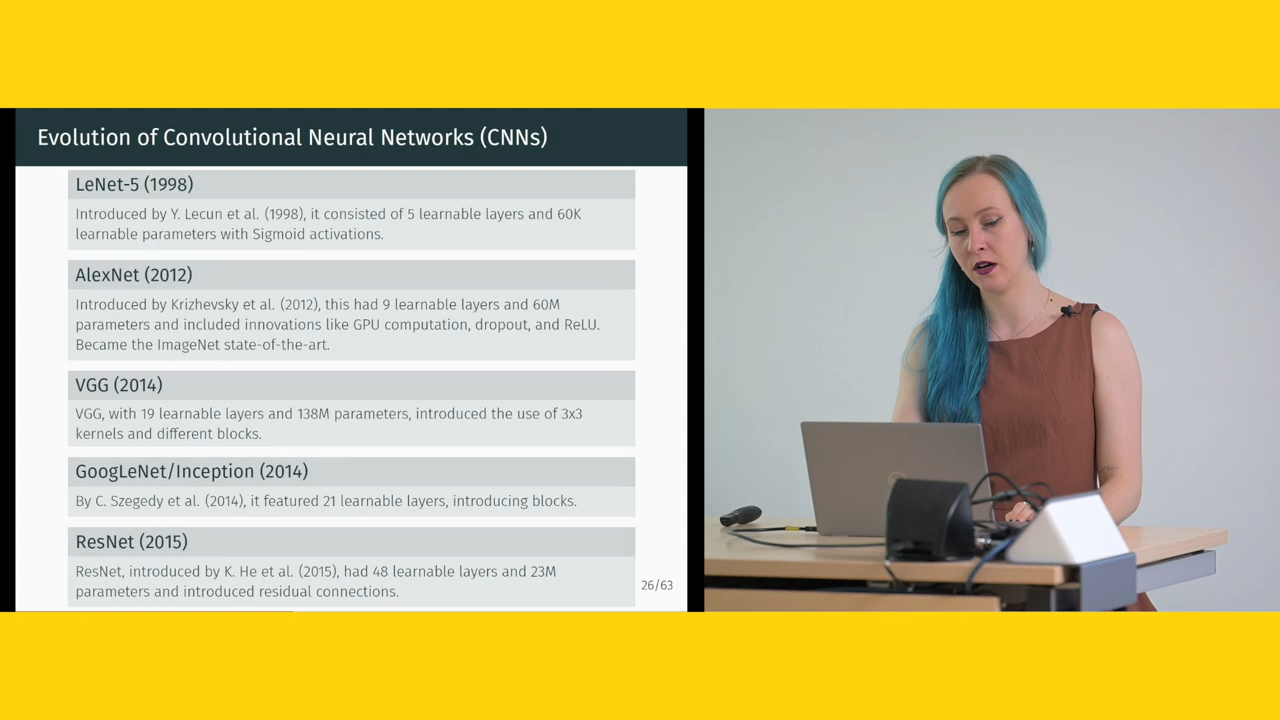 Evolution of Convolutional Neural Networks (CNNs)
LeNet-5 (1998)
Introduced by Y. Lecun et al. (1998), it consisted of 5 learnable layers and 60K
learnable parameters with Sigmoid activations.
AlexNet (2012)
Introduced by Krizhevsky et al. (2012), this had 9 learnable layers and 60M
parameters and included innovations like GPU computation, dropout, and ReLU.
Became the ImageNet state-of-the-art.
VGG (2014)
VGG, with 19 learnable layers and 138M parameters, introduced the use of 3x3
kernels and different blocks.
GoogLeNet/Inception (2014)
By C. Szegedy et al. (2014), it featured 21 learnable layers, introducing blocks.
ResNet (2015)
ResNet, introduced by K. He et al. (2015), had 48 learnable layers and 23M
parameters and introduced residual connections.
26/63